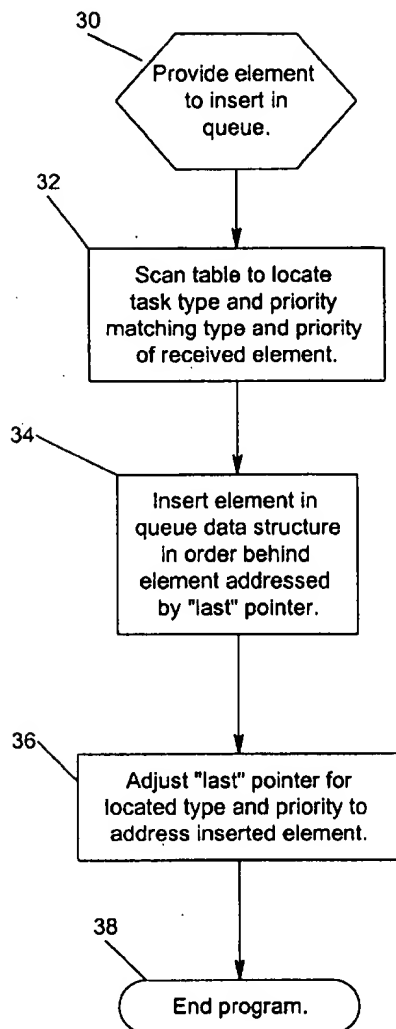 30
Provide element
to insert in
queue.
32
Scan table to locate
task type and priority
matching type and priority
of received element.
34
Insert element in
queue data structure
in order behind
element addressed
by "last" pointer.
36
Adjust "last" pointer for
located type and priority to
address inserted element.
38
End program.